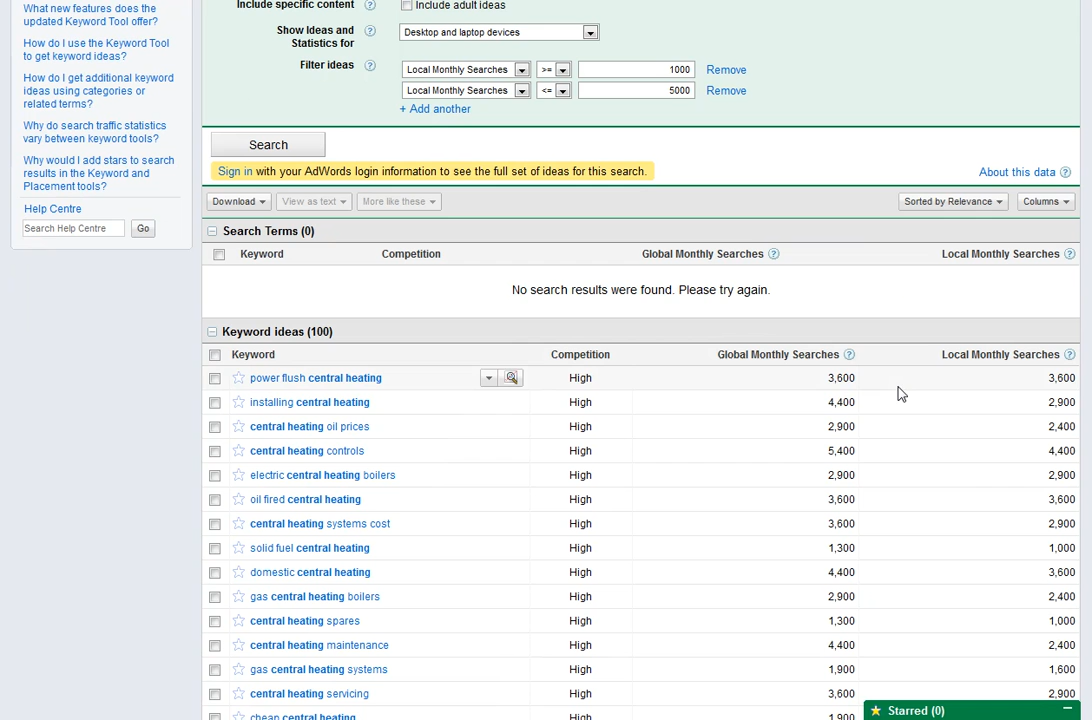 What new features does the
updated Keyword Tool offer?
How do I use the Keyword Tool
to get keyword ideas?
How do I get additional keyword
ideas using categories or
related terms?
Why do search traffic statistics
vary between keyword tools?
Why would I add stars to search
results in the Keyword and
Placement tools?
Help Centre
Search Help Centre Go
Include specific content ? Include adult ideas
Show Ideas and
Statistics for ? Desktop and laptop devices
Filter ideas ? Local Monthly Searches >= 1000 Remove
Local Monthly Searches <= 5000 Remove
+ Add another
Search
Sign in with your AdWords login information to see the full set of ideas for this search.
About this data ?
Download View as text More like these Sorted by Relevance Columns
Search Terms (0)
Keyword Competition Global Monthly Searches ? Local Monthly Searches ?
No search results were found. Please try again.
Keyword ideas (100)
Keyword Competition Global Monthly Searches ? Local Monthly Searches ?
power flush central heating High 3,600 3,600
installing central heating High 4,400 2,900
central heating oil prices High 2,900 2,400
central heating controls High 5,400 4,400
electric central heating boilers High 2,900 2,900
oil fired central heating High 3,600 3,600
central heating systems cost High 3,600 2,900
solid fuel central heating High 1,300 1,000
domestic central heating High 4,400 3,600
gas central heating boilers High 2,900 2,400
central heating spares High 1,300 1,000
central heating maintenance High 4,400 2,400
gas central heating systems High 1,900 1,600
central heating servicing High 3,600 2,900
cheap central heating High 1,900
Starred (0)